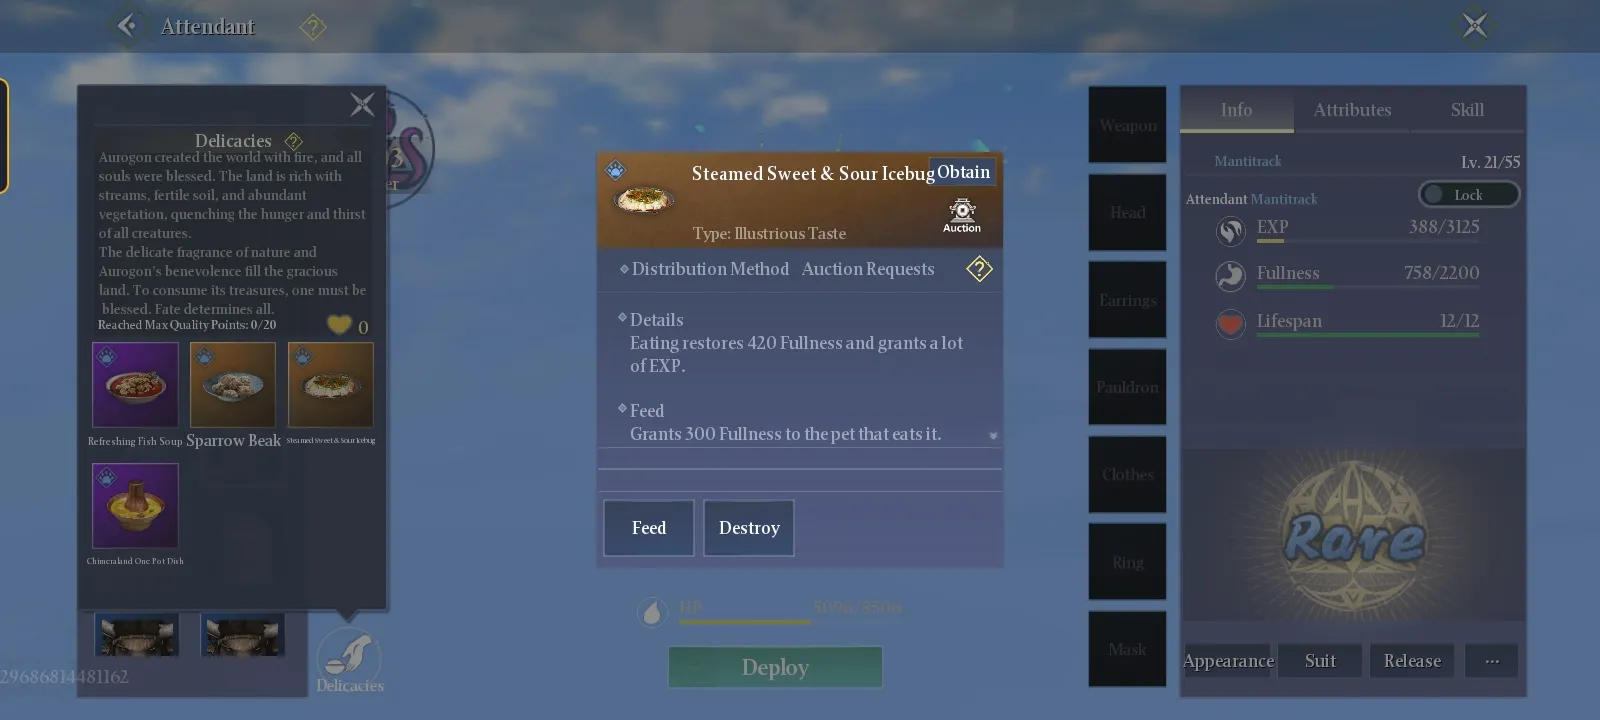 Attendant
Delicacies
Aurogon created the world with fire, and all
souls were blessed. The land is rich with
streams, fertile soil, and abundant
vegetation, quenching the hunger and thirst
of all creatures.
The delicate fragrance of nature and
Aurogon's benevolence fill the gracious
land. To consume its treasures, one must be
blessed. Fate determines all.
Reached Max Quality Points: 0/20
0
Refreshing Fish Soup
Sparrow Beak
Steamed Sweet & Sour Icebug
Chimeraland One Pot Dish
29686814481162
Delicacies
Steamed Sweet & Sour Icebug
Obtain
Auction
Type: Illustrious Taste
Distribution Method Auction Requests
Details
Eating restores 420 Fullness and grants a lot
of EXP.
Feed
Grants 300 Fullness to the pet that eats it.
Feed
Destroy
HP
Deploy
Weapon
Head
Earrings
Pauldron
Clothes
Ring
Mask
Info
Attributes
Skill
Mantitrack
Lv. 21/55
Attendant Mantitrack
Lock
EXP 388/3125
Fullness 758/2200
Lifespan 12/12
Rare
Appearance
Suit
Release
...